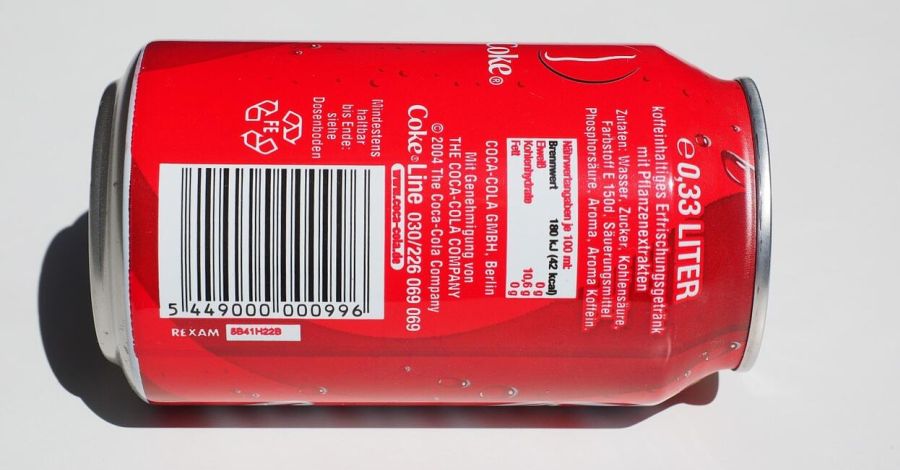 Coke®
e 0,33 LITER
koffeinhaltiges Erfrischungsgetränk
mit Pflanzenextrakten
Zutaten: Wasser, Zucker, Kohlensäure,
Farbstoff E 150d, Säuerungsmittel
Phosphorsäure, Aroma, Aroma Koffein.
Nährwertangaben je 100 ml:
Brennwert 180 kJ (42 kcal)
Eiweiß 0 g
Kohlenhydrate 10,6 g
Fett 0 g
COCA-COLA GMBH, Berlin
Mit Genehmigung von
THE COCA-COLA COMPANY
© 2004 The Coca-Cola Company
Coke® Line 030/226 069 069
www.coca-cola.de
Mindestens
haltbar
bis Ende:
siehe
Dosenboden
FE
5 449000 000996
REXAM 5B41H22B